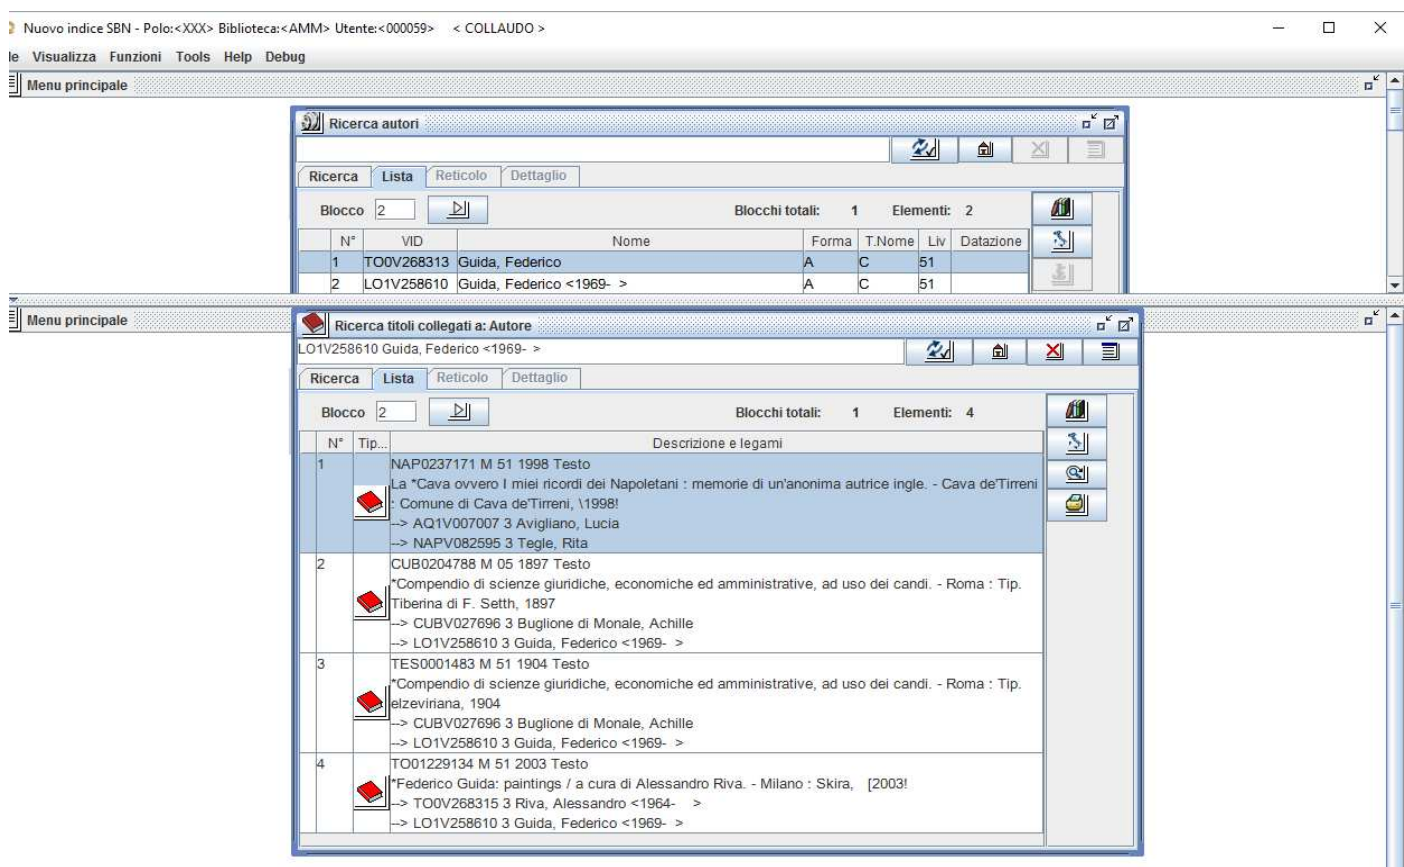 Nuovo indice SBN - Polo:<XXX> Biblioteca:<AMM> Utente:<000059> < COLLAUDO >
Visualizza Funzioni Tools Help Debug
Menu principale
Ricerca autori
Ricerca Lista Reticolo Dettaglio
Blocco 2 Blocchi totali: 1 Elementi: 2
N° VID Nome Forma T.Nome Liv Datazione
1 TO0V268313 Guida, Federico A C 51
2 LO1V258610 Guida, Federico <1969- > A C 51
Menu principale
Ricerca titoli collegati a: Autore
LO1V258610 Guida, Federico <1969- >
Ricerca Lista Reticolo Dettaglio
Blocco 2 Blocchi totali: 1 Elementi: 4
N° Tip... Descrizione e legami
1 NAP0237171 M 51 1998 Testo
La *Cava ovvero I miei ricordi dei Napoletani : memorie di un'anonima autrice ingle. - Cava de'Tirreni
: Comune di Cava de'Tirreni, \1998!
--> AQ1V007007 3 Avigliano, Lucia
--> NAPV082595 3 Tegle, Rita
2 CUB0204788 M 05 1897 Testo
*Compendio di scienze giuridiche, economiche ed amministrative, ad uso dei candi. - Roma : Tip.
Tiberina di F. Setth, 1897
--> CUBV027696 3 Buglione di Monale, Achille
--> LO1V258610 3 Guida, Federico <1969- >
3 TES0001483 M 51 1904 Testo
*Compendio di scienze giuridiche, economiche ed amministrative, ad uso dei candi. - Roma : Tip.
elzeviriana, 1904
--> CUBV027696 3 Buglione di Monale, Achille
--> LO1V258610 3 Guida, Federico <1969- >
4 TO01229134 M 51 2003 Testo
*Federico Guida: paintings / a cura di Alessandro Riva. - Milano : Skira, [2003!
--> TO0V268315 3 Riva, Alessandro <1964- >
--> LO1V258610 3 Guida, Federico <1969- >